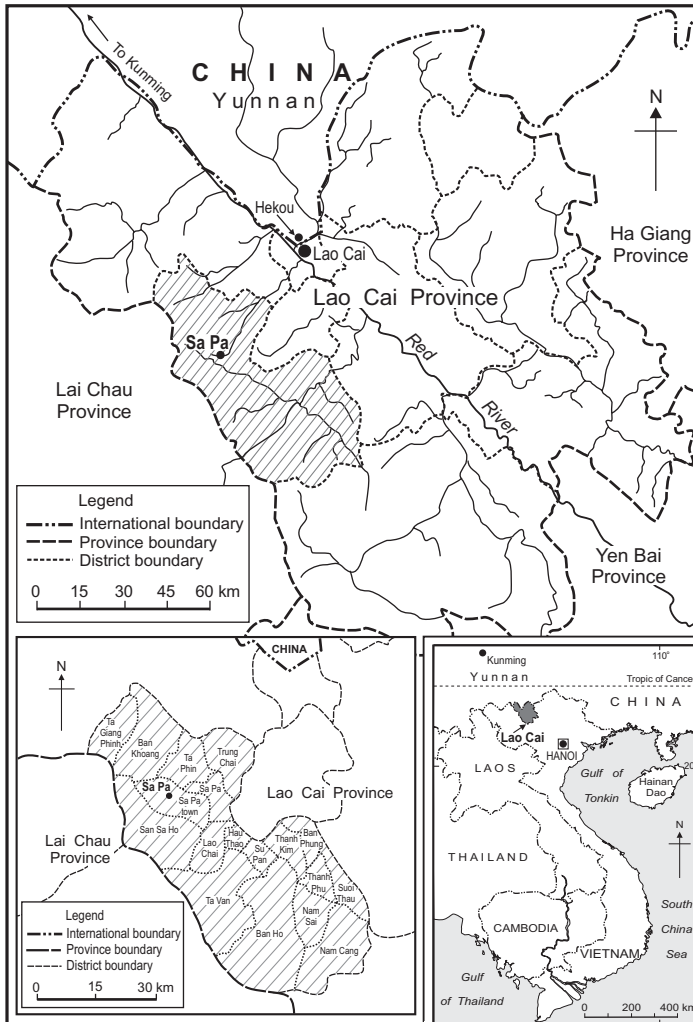 To Kunming
C H I N A
Yunnan
N
Hekou
Lao Cai
Ha Giang
Province
Lao Cai Province
Sa Pa
Red
River
Lai Chau
Province
Yen Bai
Province
Legend
International boundary
Province boundary
District boundary
0 15 30 45 60 km
CHINA
N
Ta
Giang
Phinh
Ban
Khoang
Ta
Phin
Trung
Chai
Sa Pa
Sa Pa
Sa Pa
town
San Sa Ho
Lao
Chai
Hau
Thao
Su
Pan
Thanh
Kim
Ban
Phung
Thanh
Phu
Suoi
Thau
Ta Van
Ban Ho
Nam
Sai
Nam Cang
Lao Cai Province
Lai Chau
Province
Legend
International boundary
Province boundary
District boundary
0 15 30 km
110°
Kunming
Yunnan
Tropic of Cancer
CHINA
Lao Cai
HANOI
LAOS
Gulf of
Tonkin
Hainan
Dao
20
N
THAILAND
South
China
Sea
CAMBODIA
VIETNAM
Gulf
of Thailand
0 200 400 km